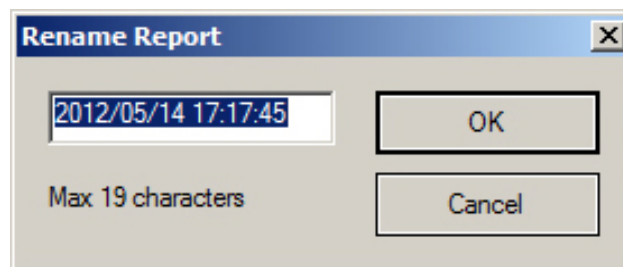 Rename Report
2012/05/14 17:17:45
OK
Max 19 characters
Cancel